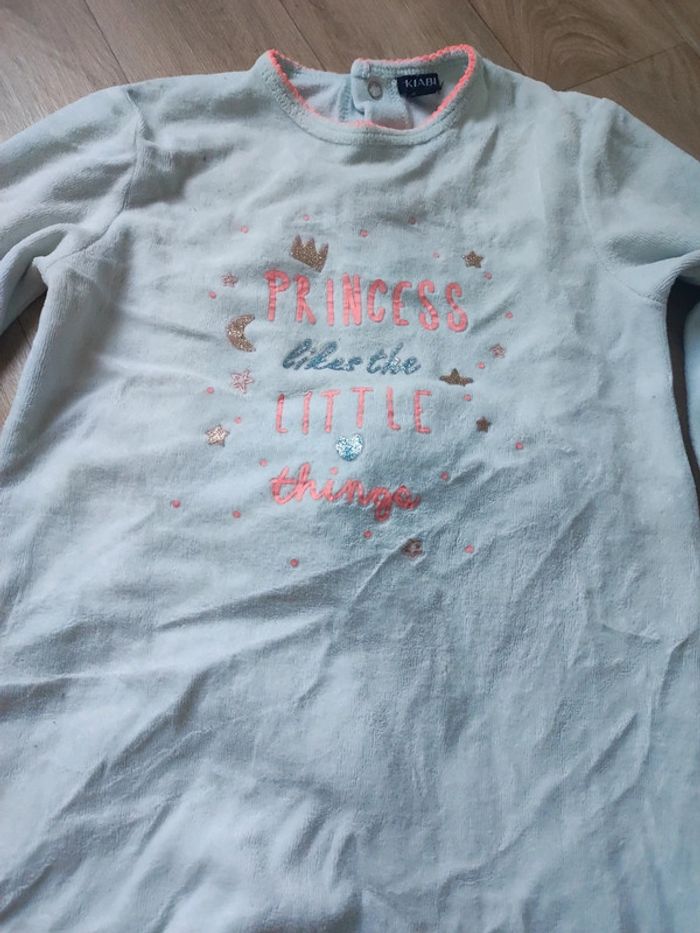 KIABI
PRINCESS
likes the
LITTLE
things